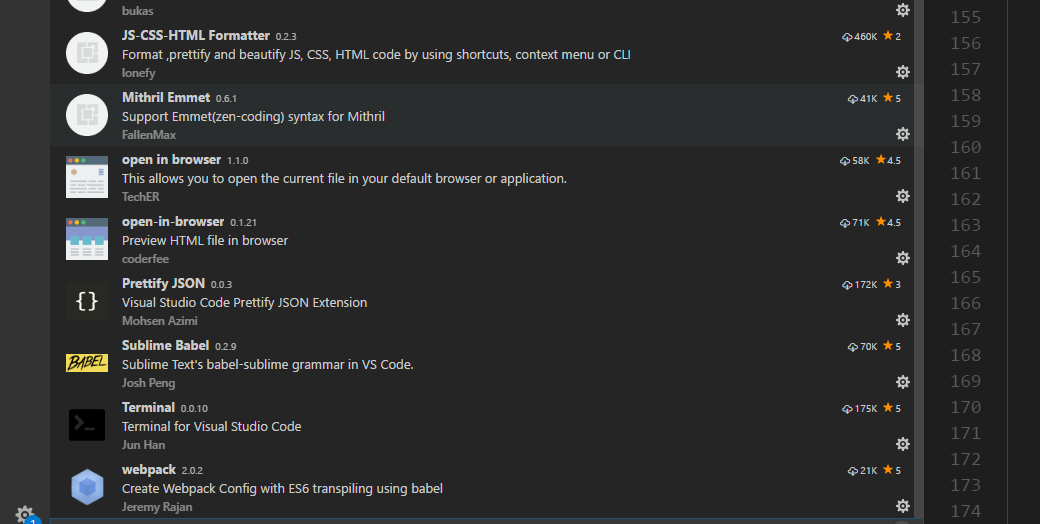 bukas
JS-CSS-HTML Formatter 0.2.3 460K 2
Format ,prettify and beautify JS, CSS, HTML code by using shortcuts, context menu or CLI
lonefy
Mithril Emmet 0.6.1 41K 5
Support Emmet(zen-coding) syntax for Mithril
FallenMax
open in browser 1.1.0 58K 4.5
This allows you to open the current file in your default browser or application.
TechER
open-in-browser 0.1.21 71K 4.5
Preview HTML file in browser
coderfee
{} Prettify JSON 0.0.3 172K 3
Visual Studio Code Prettify JSON Extension
Mohsen Azimi
Sublime Babel 0.2.9 70K 5
BABEL Sublime Text's babel-sublime grammar in VS Code.
Josh Peng
Terminal 0.0.10 175K 5
Terminal for Visual Studio Code
Jun Han
webpack 2.0.2 21K 5
Create Webpack Config with ES6 transpiling using babel
Jeremy Rajan
1
155
156
157
158
159
160
161
162
163
164
165
166
167
168
169
170
171
172
173
174